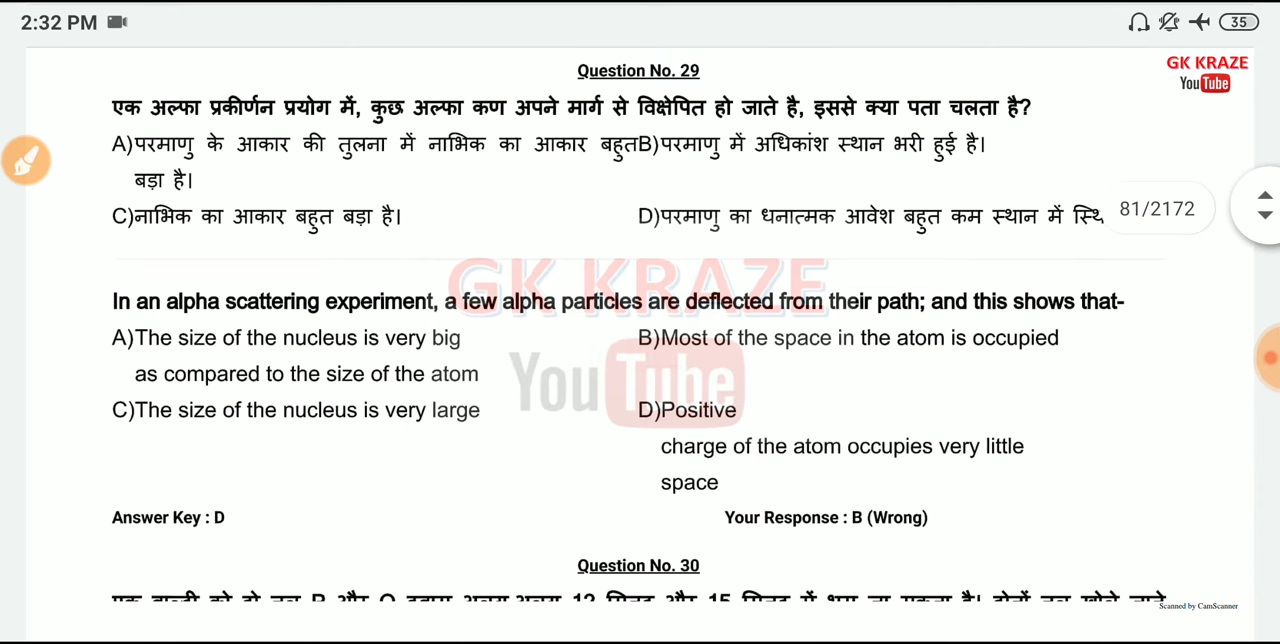 2:32 PM
35
Question No. 29
GK KRAZE
YouTube
एक अल्फा प्रकीर्णन प्रयोग में, कुछ अल्फा कण अपने मार्ग से विक्षेपित हो जाते है, इससे क्या पता चलता है?
A)परमाणु के आकार की तुलना में नाभिक का आकार बहुत B)परमाणु में अधिकांश स्थान भरी हुई है।
बड़ा है।
C)नाभिक का आकार बहुत बड़ा है। D)परमाणु का धनात्मक आवेश बहुत कम स्थान में
81/2172
GK KRAZE
In an alpha scattering experiment, a few alpha particles are deflected from their path; and this shows that-
A)The size of the nucleus is very big B)Most of the space in the atom is occupied
as compared to the size of the atom
YouTube
C)The size of the nucleus is very large D)Positive
charge of the atom occupies very little
space
Answer Key : D Your Response : B (Wrong)
Question No. 30
Scanned by CamScanner